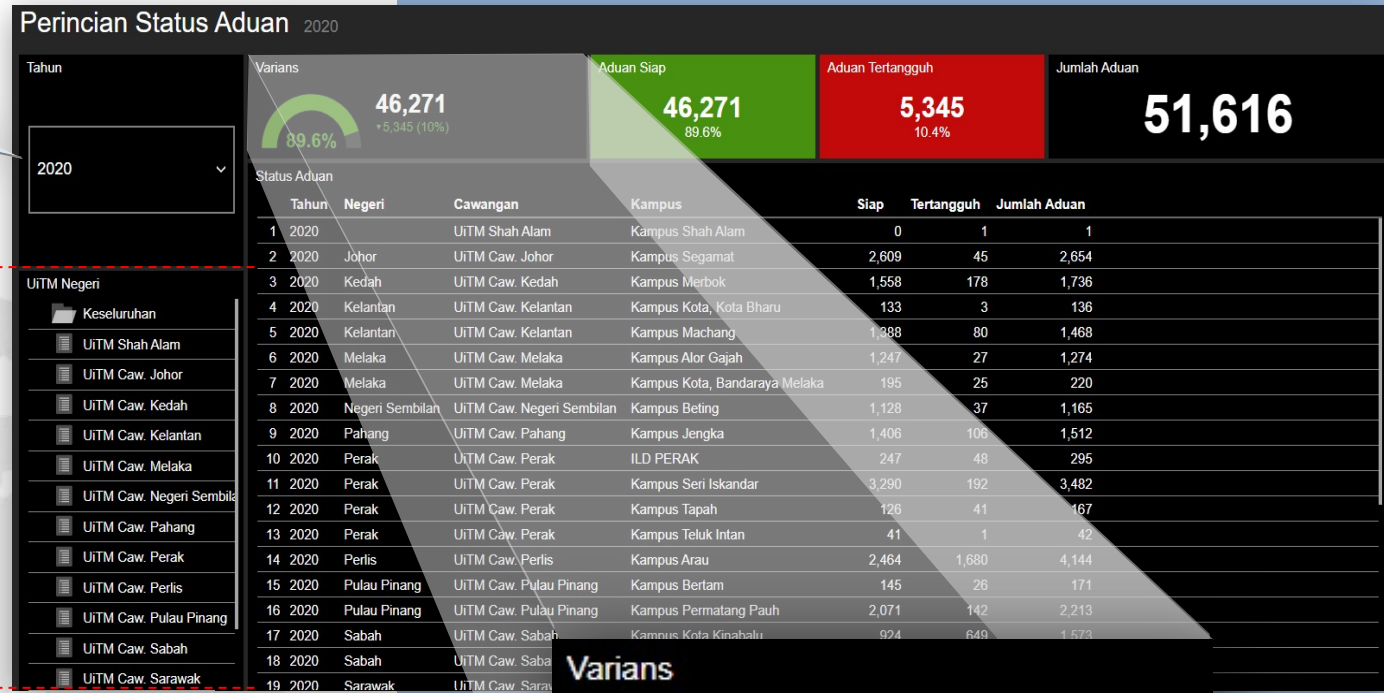 Perincian Status Aduan 2020
Tahun
2020
Varians
46,271
▾5,345 (10%)
89.6%
Aduan Siap
46,271
89.6%
Aduan Tertangguh
5,345
10.4%
Jumlah Aduan
51,616
UiTM Negeri
Keseluruhan
UiTM Shah Alam
UiTM Caw. Johor
UiTM Caw. Kedah
UiTM Caw. Kelantan
UiTM Caw. Melaka
UiTM Caw. Negeri Sembila
UiTM Caw. Pahang
UiTM Caw. Perak
UiTM Caw. Perlis
UiTM Caw. Pulau Pinang
UiTM Caw. Sabah
UiTM Caw. Sarawak
Status Aduan
Tahun Negeri Cawangan Kampus Siap Tertangguh Jumlah Aduan
1 2020 UiTM Shah Alam Kampus Shah Alam 0 1 1
2 2020 Johor UiTM Caw. Johor Kampus Segamat 2,609 45 2,654
3 2020 Kedah UiTM Caw. Kedah Kampus Merbok 1,558 178 1,736
4 2020 Kelantan UiTM Caw. Kelantan Kampus Kota, Kota Bharu 133 3 136
5 2020 Kelantan UiTM Caw. Kelantan Kampus Machang 1,388 80 1,468
6 2020 Melaka UiTM Caw. Melaka Kampus Alor Gajah 1,247 27 1,274
7 2020 Melaka UiTM Caw. Melaka Kampus Kota, Bandaraya Melaka 195 25 220
8 2020 Negeri Sembilan UiTM Caw. Negeri Sembilan Kampus Beting 1,128 37 1,165
9 2020 Pahang UiTM Caw. Pahang Kampus Jengka 1,406 106 1,512
10 2020 Perak UiTM Caw. Perak ILD PERAK 247 48 295
11 2020 Perak UiTM Caw. Perak Kampus Seri Iskandar 3,290 192 3,482
12 2020 Perak UiTM Caw. Perak Kampus Tapah 126 41 167
13 2020 Perak UiTM Caw. Perak Kampus Teluk Intan 41 1 42
14 2020 Perlis UiTM Caw. Perlis Kampus Arau 2,464 1,680 4,144
15 2020 Pulau Pinang UiTM Caw. Pulau Pinang Kampus Bertam 145 26 171
16 2020 Pulau Pinang UiTM Caw. Pulau Pinang Kampus Permatang Pauh 2,071 142 2,213
17 2020 Sabah UiTM Caw. Sabah Kampus Kota Kinabalu 924 649 1,573
18 2020 Sabah UiTM Caw. Saba
19 2020 Sarawak UiTM Caw. Sarav
Varians